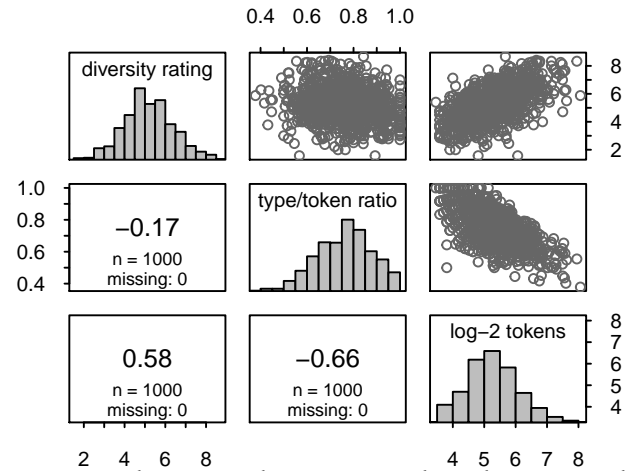 0.4 0.6 0.8 1.0
diversity rating
8
6
4
2
1.0
0.8
0.6
0.4
−0.17
n = 1000
missing: 0
type/token ratio
0.58
n = 1000
missing: 0
−0.66
n = 1000
missing: 0
log−2 tokens
8
7
6
5
4
2 4 6 8
4 5 6 7 8